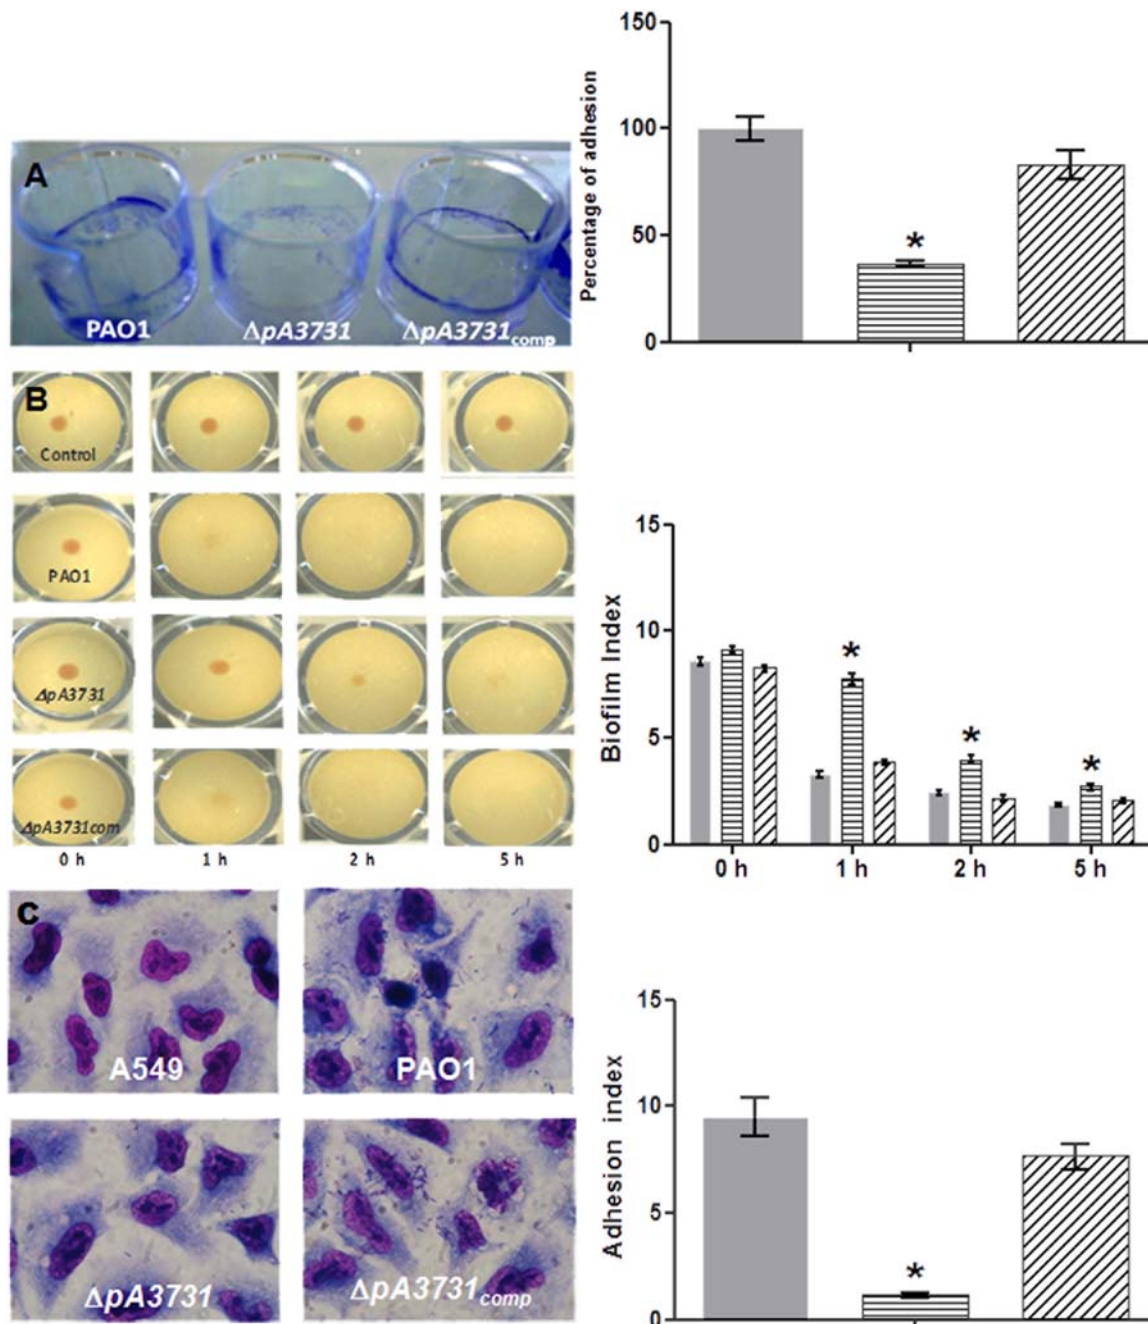 A
PAO1
ΔpA3731
ΔpA3731comp
Percentage of adhesion
150
100
50
0
*
B
Control
PAO1
ΔpA3731
ΔpA3731com
0 h
1 h
2 h
5 h
Biofilm Index
15
10
5
0
*
*
*
0 h
1 h
2 h
5 h
C
A549
PAO1
ΔpA3731
ΔpA3731comp
Adhesion index
15
10
5
0
*